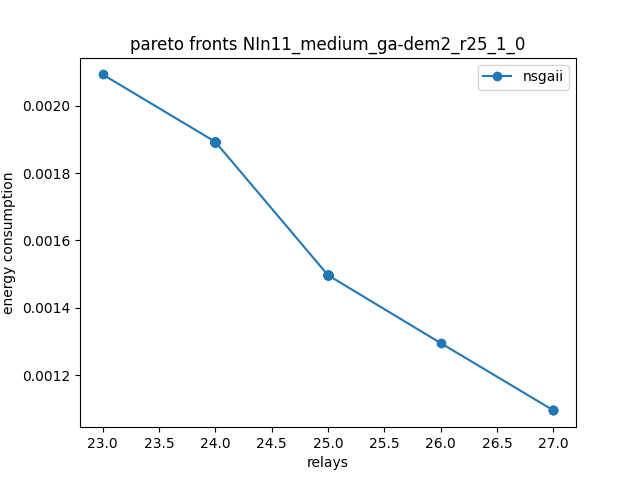 pareto fronts NIn11_medium_ga-dem2_r25_1_0
nsgaii
energy consumption
0.0020
0.0018
0.0016
0.0014
0.0012
23.0 23.5 24.0 24.5 25.0 25.5 26.0 26.5 27.0
relays